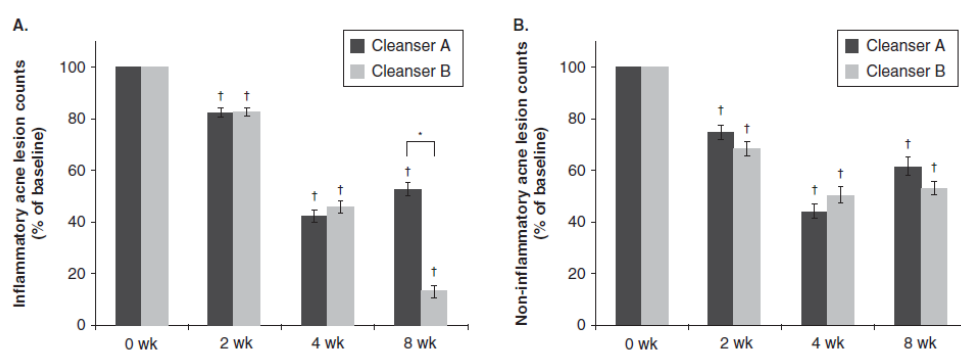 A.
Inflammatory acne lesion counts
(% of baseline)
100
80
60
40
20
0
Cleanser A
Cleanser B
† †
† †
†
*
†
0 wk 2 wk 4 wk 8 wk
B.
Non-inflammatory acne lesion counts
(% of baseline)
100
80
60
40
20
0
Cleanser A
Cleanser B
† †
† †
† †
0 wk 2 wk 4 wk 8 wk